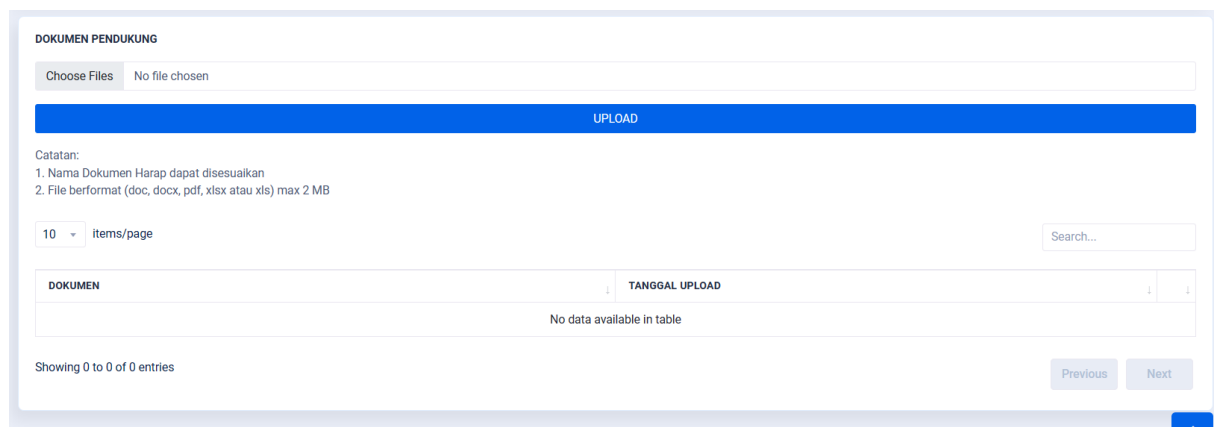 DOKUMEN PENDUKUNG
Choose Files No file chosen
UPLOAD
Catatan:
1. Nama Dokumen Harap dapat disesuaikan
2. File berformat (doc, docx, pdf, xlsx atau xls) max 2 MB
10 items/page
Search...
DOKUMEN TANGGAL UPLOAD
No data available in table
Showing 0 to 0 of 0 entries
Previous Next